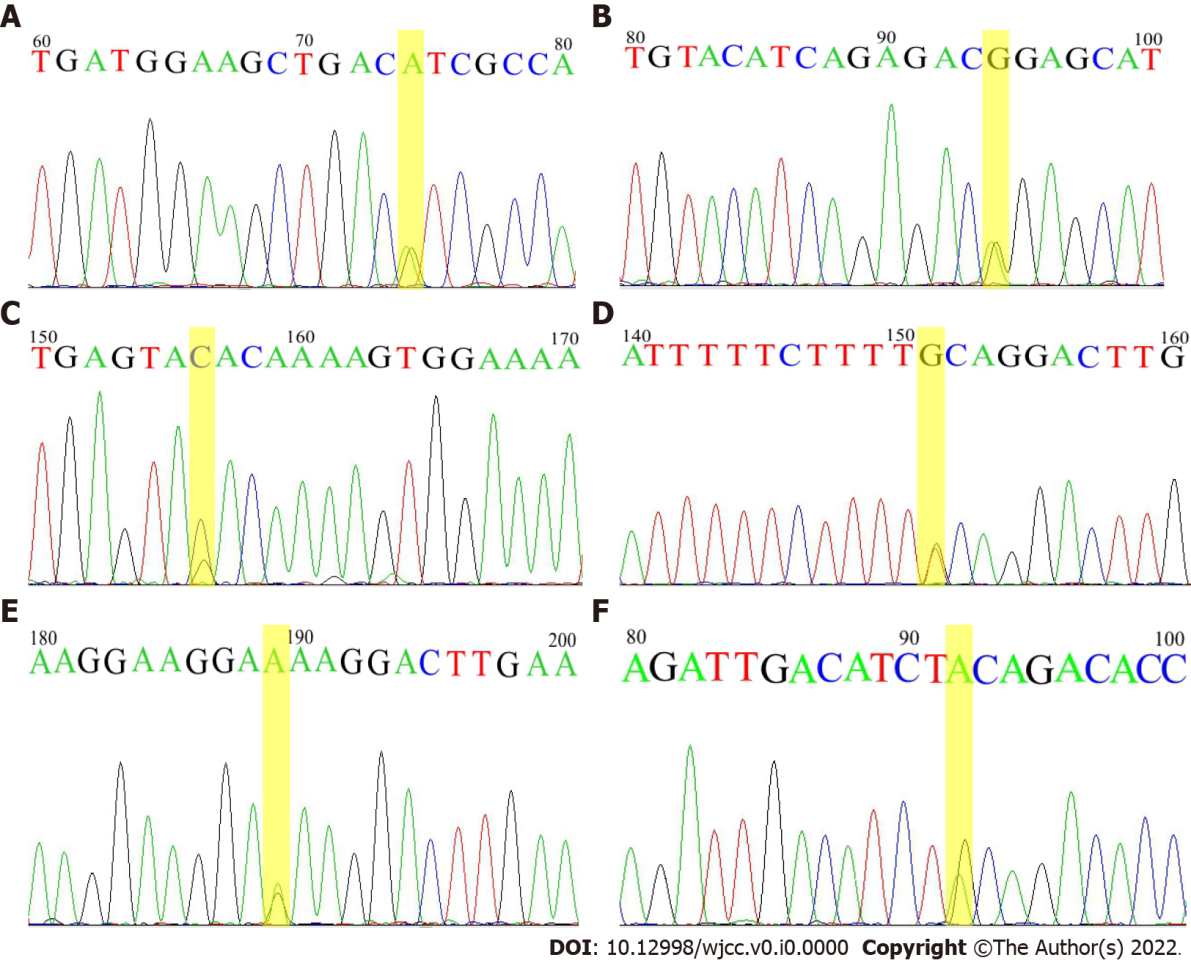 A
60 70 80
TGATGGAAGCTGACATCGCCA
B
80 90 100
TGTACATCAGAGACGGAGCAT
C
150 160 170
TGAGTACACAAAAGTGGAAAA
D
140 150 160
ATTTTTCTTTTGCAGGACTTG
E
180 190 200
AAGGAAGGAAAAGGACTTGAA
F
80 90 100
AGATTGACATCTACAGACACC
DOI: 10.12998/wjcc.v0.i0.0000 Copyright ©The Author(s) 2022.